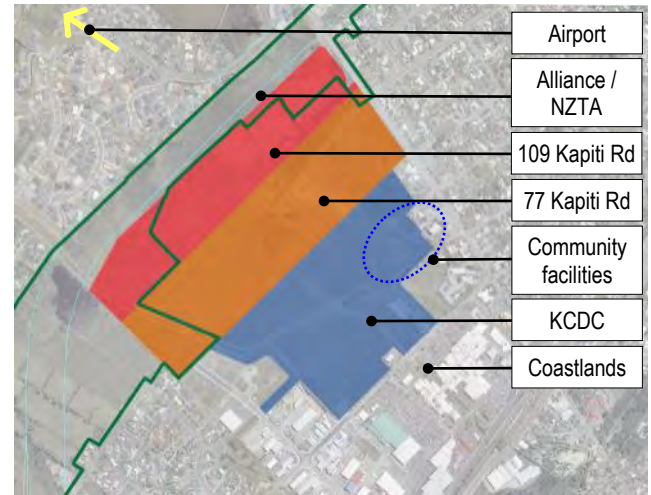 Airport
Alliance /
NZTA
109 Kapiti Rd
77 Kapiti Rd
Community
facilities
KCDC
Coastlands